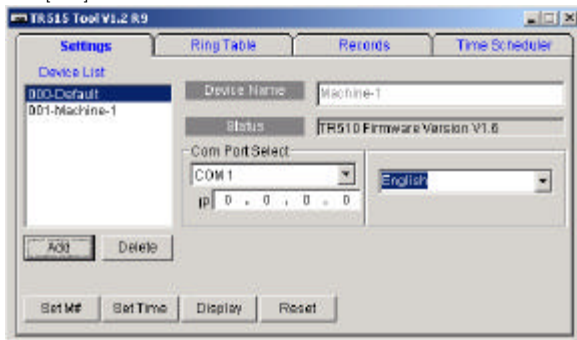 TR515 Tool V1.2 R9
Settings Ring Table Records Time Scheduler
Device List
000-Default
001-Machine-1
Device Name Machine-1
Status TR510 Firmware Version V1.6
Com Port Select
COM 1
English
IP 0 . 0 . 0 . 0
Add Delete
Set M# Set Time Display Reset